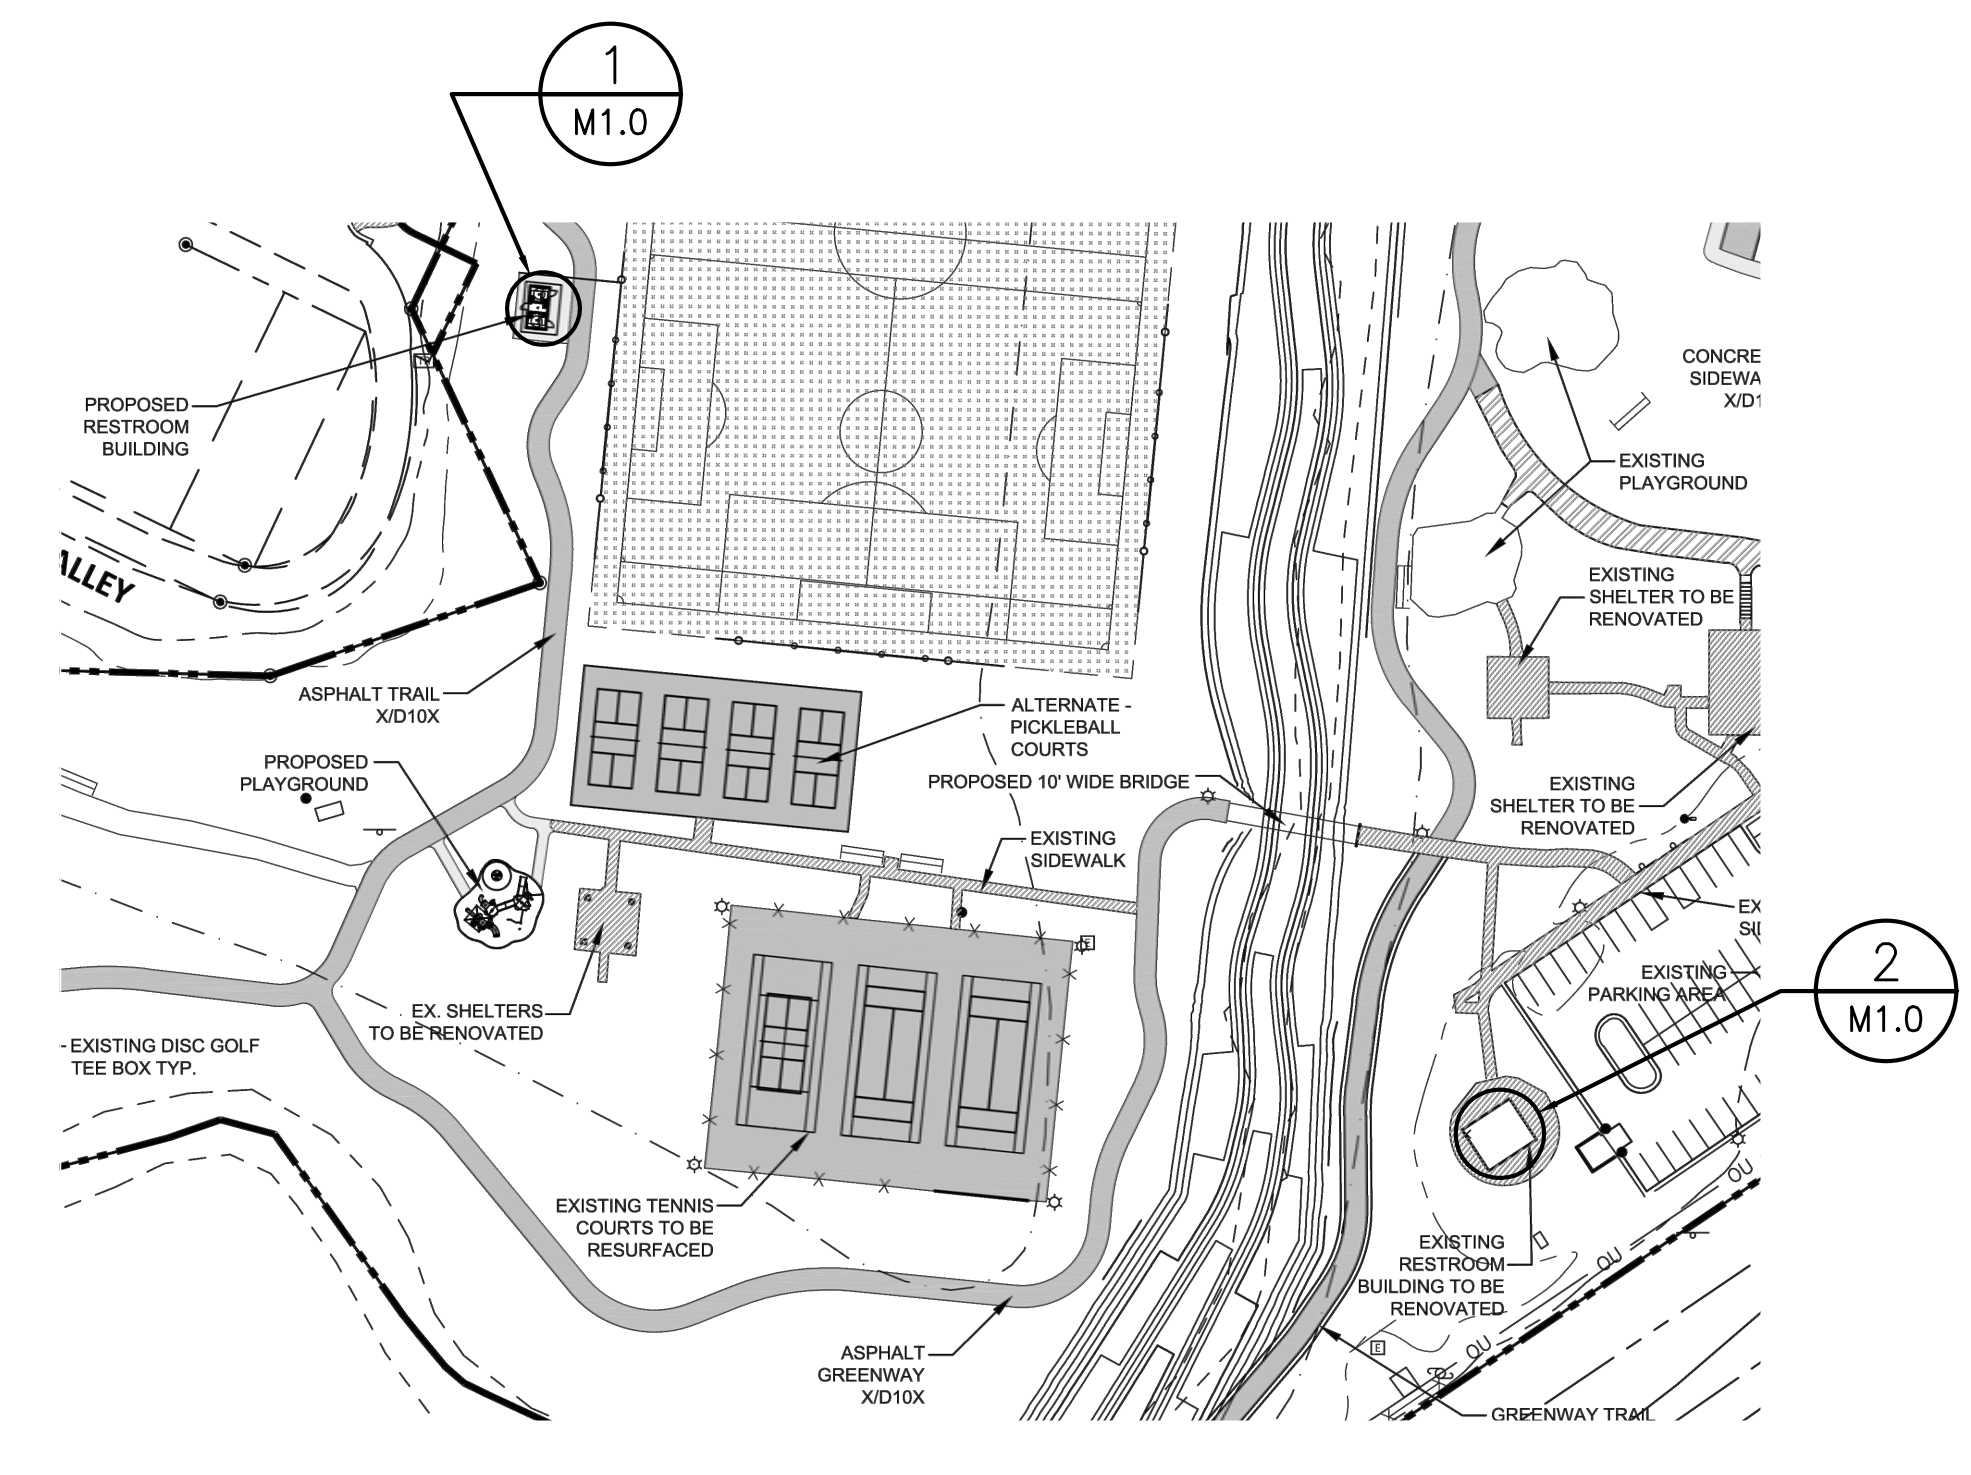 1
M1.0
PROPOSED
RESTROOM
BUILDING
ALLEY
ASPHALT TRAIL
X/D10X
PROPOSED
PLAYGROUND
ALTERNATE -
PICKLEBALL
COURTS
PROPOSED 10' WIDE BRIDGE
EXISTING
SIDEWALK
CONCRE
SIDEWA
X/D1
EXISTING
PLAYGROUND
EXISTING
SHELTER TO BE
RENOVATED
EXISTING
SHELTER TO BE
RENOVATED
EX
SI
EXISTING
PARKING AREA
2
M1.0
EX. SHELTERS
TO BE RENOVATED
EXISTING DISC GOLF
TEE BOX TYP.
E
EXISTING TENNIS
COURTS TO BE
RESURFACED
OU
OU
OU
EXISTING
RESTROOM
BUILDING TO BE
RENOVATED
E
ASPHALT
GREENWAY
X/D10X
GREENWAY TRAIL